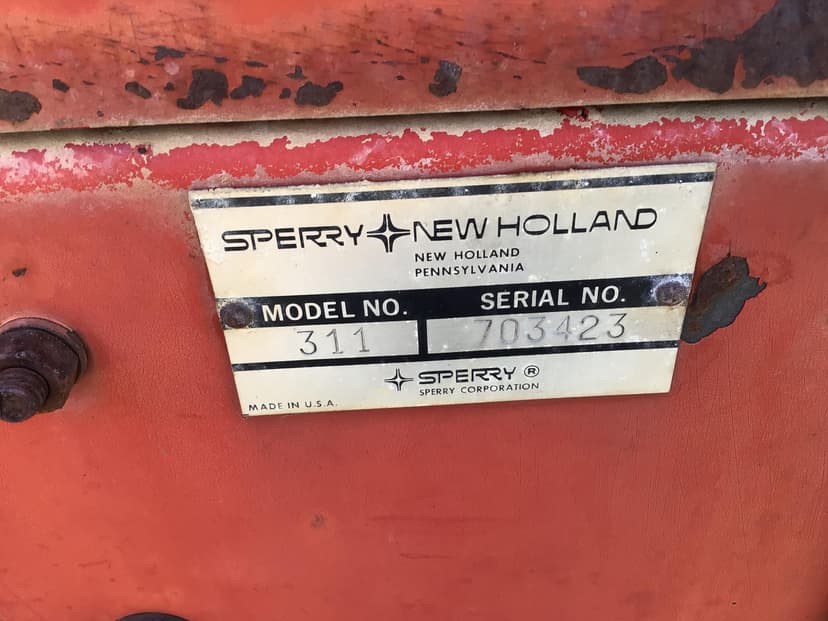 SPERRY NEW HOLLAND
NEW HOLLAND
PENNSYLVANIA
MODEL NO. SERIAL NO.
311 703423
SPERRY ®
SPERRY CORPORATION
MADE IN U.S.A.